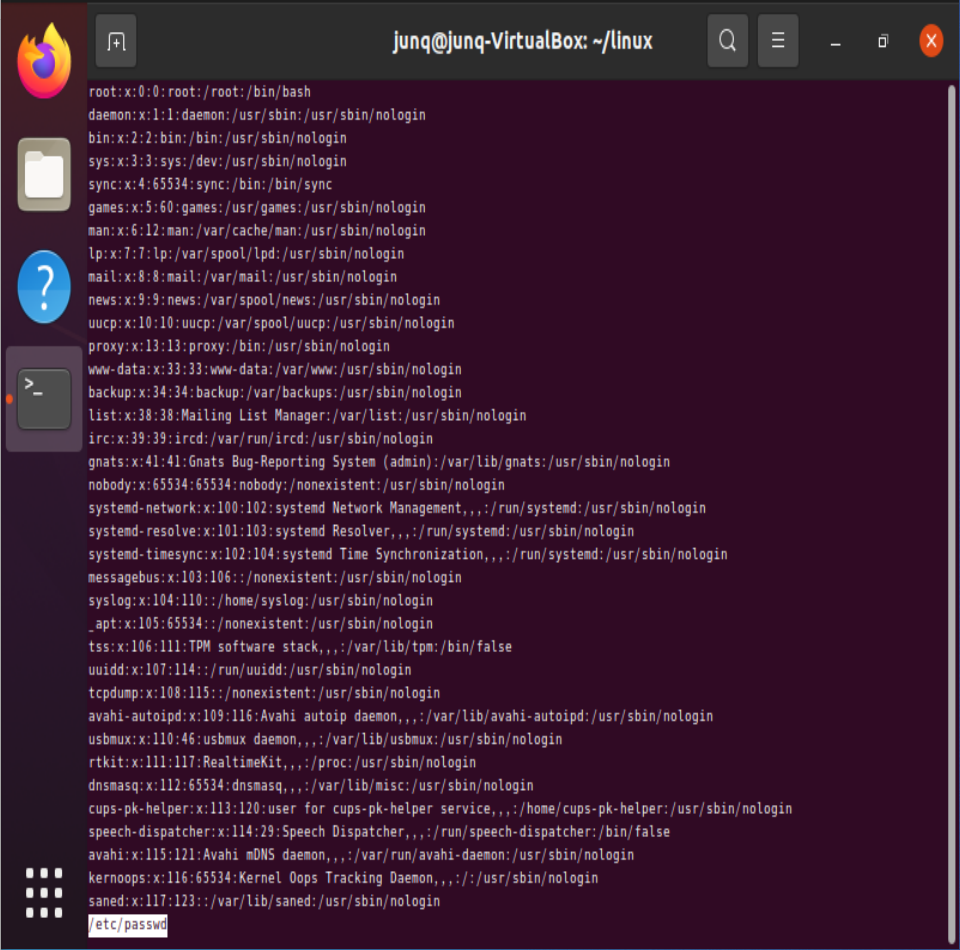 junq@junq-VirtualBox: ~/linux
root:x:0:0:root:/root:/bin/bash
daemon:x:1:1:daemon:/usr/sbin:/usr/sbin/nologin
bin:x:2:2:bin:/bin:/usr/sbin/nologin
sys:x:3:3:sys:/dev:/usr/sbin/nologin
sync:x:4:65534:sync:/bin:/bin/sync
games:x:5:60:games:/usr/games:/usr/sbin/nologin
man:x:6:12:man:/var/cache/man:/usr/sbin/nologin
lp:x:7:7:lp:/var/spool/lpd:/usr/sbin/nologin
mail:x:8:8:mail:/var/mail:/usr/sbin/nologin
news:x:9:9:news:/var/spool/news:/usr/sbin/nologin
uucp:x:10:10:uucp:/var/spool/uucp:/usr/sbin/nologin
proxy:x:13:13:proxy:/bin:/usr/sbin/nologin
www-data:x:33:33:www-data:/var/www:/usr/sbin/nologin
backup:x:34:34:backup:/var/backups:/usr/sbin/nologin
list:x:38:38:Mailing List Manager:/var/list:/usr/sbin/nologin
irc:x:39:39:ircd:/var/run/ircd:/usr/sbin/nologin
gnats:x:41:41:Gnats Bug-Reporting System (admin):/var/lib/gnats:/usr/sbin/nologin
nobody:x:65534:65534:nobody:/nonexistent:/usr/sbin/nologin
systemd-network:x:100:102:systemd Network Management,,,:/run/systemd:/usr/sbin/nologin
systemd-resolve:x:101:103:systemd Resolver,,,:/run/systemd:/usr/sbin/nologin
systemd-timesync:x:102:104:systemd Time Synchronization,,,:/run/systemd:/usr/sbin/nologin
messagebus:x:103:106::/nonexistent:/usr/sbin/nologin
syslog:x:104:110::/home/syslog:/usr/sbin/nologin
_apt:x:105:65534::/nonexistent:/usr/sbin/nologin
tss:x:106:111:TPM software stack,,,:/var/lib/tpm:/bin/false
uuidd:x:107:114::/run/uuidd:/usr/sbin/nologin
tcpdump:x:108:115::/nonexistent:/usr/sbin/nologin
avahi-autoipd:x:109:116:Avahi autoip daemon,,,:/var/lib/avahi-autoipd:/usr/sbin/nologin
usbmux:x:110:46:usbmux daemon,,,:/var/lib/usbmux:/usr/sbin/nologin
rtkit:x:111:117:RealtimeKit,,,:/proc:/usr/sbin/nologin
dnsmasq:x:112:65534:dnsmasq,,,:/var/lib/misc:/usr/sbin/nologin
cups-pk-helper:x:113:120:user for cups-pk-helper service,,,:/home/cups-pk-helper:/usr/sbin/nologin
speech-dispatcher:x:114:29:Speech Dispatcher,,,:/run/speech-dispatcher:/bin/false
avahi:x:115:121:Avahi mDNS daemon,,,:/var/run/avahi-daemon:/usr/sbin/nologin
kernoops:x:116:65534:Kernel Oops Tracking Daemon,,,:/:/usr/sbin/nologin
saned:x:117:123::/var/lib/saned:/usr/sbin/nologin
/etc/passwd